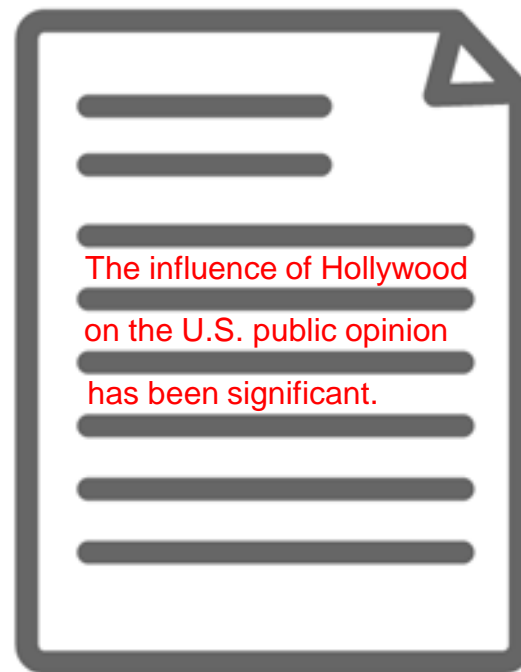 The influence of Hollywood
on the U.S. public opinion
has been significant.